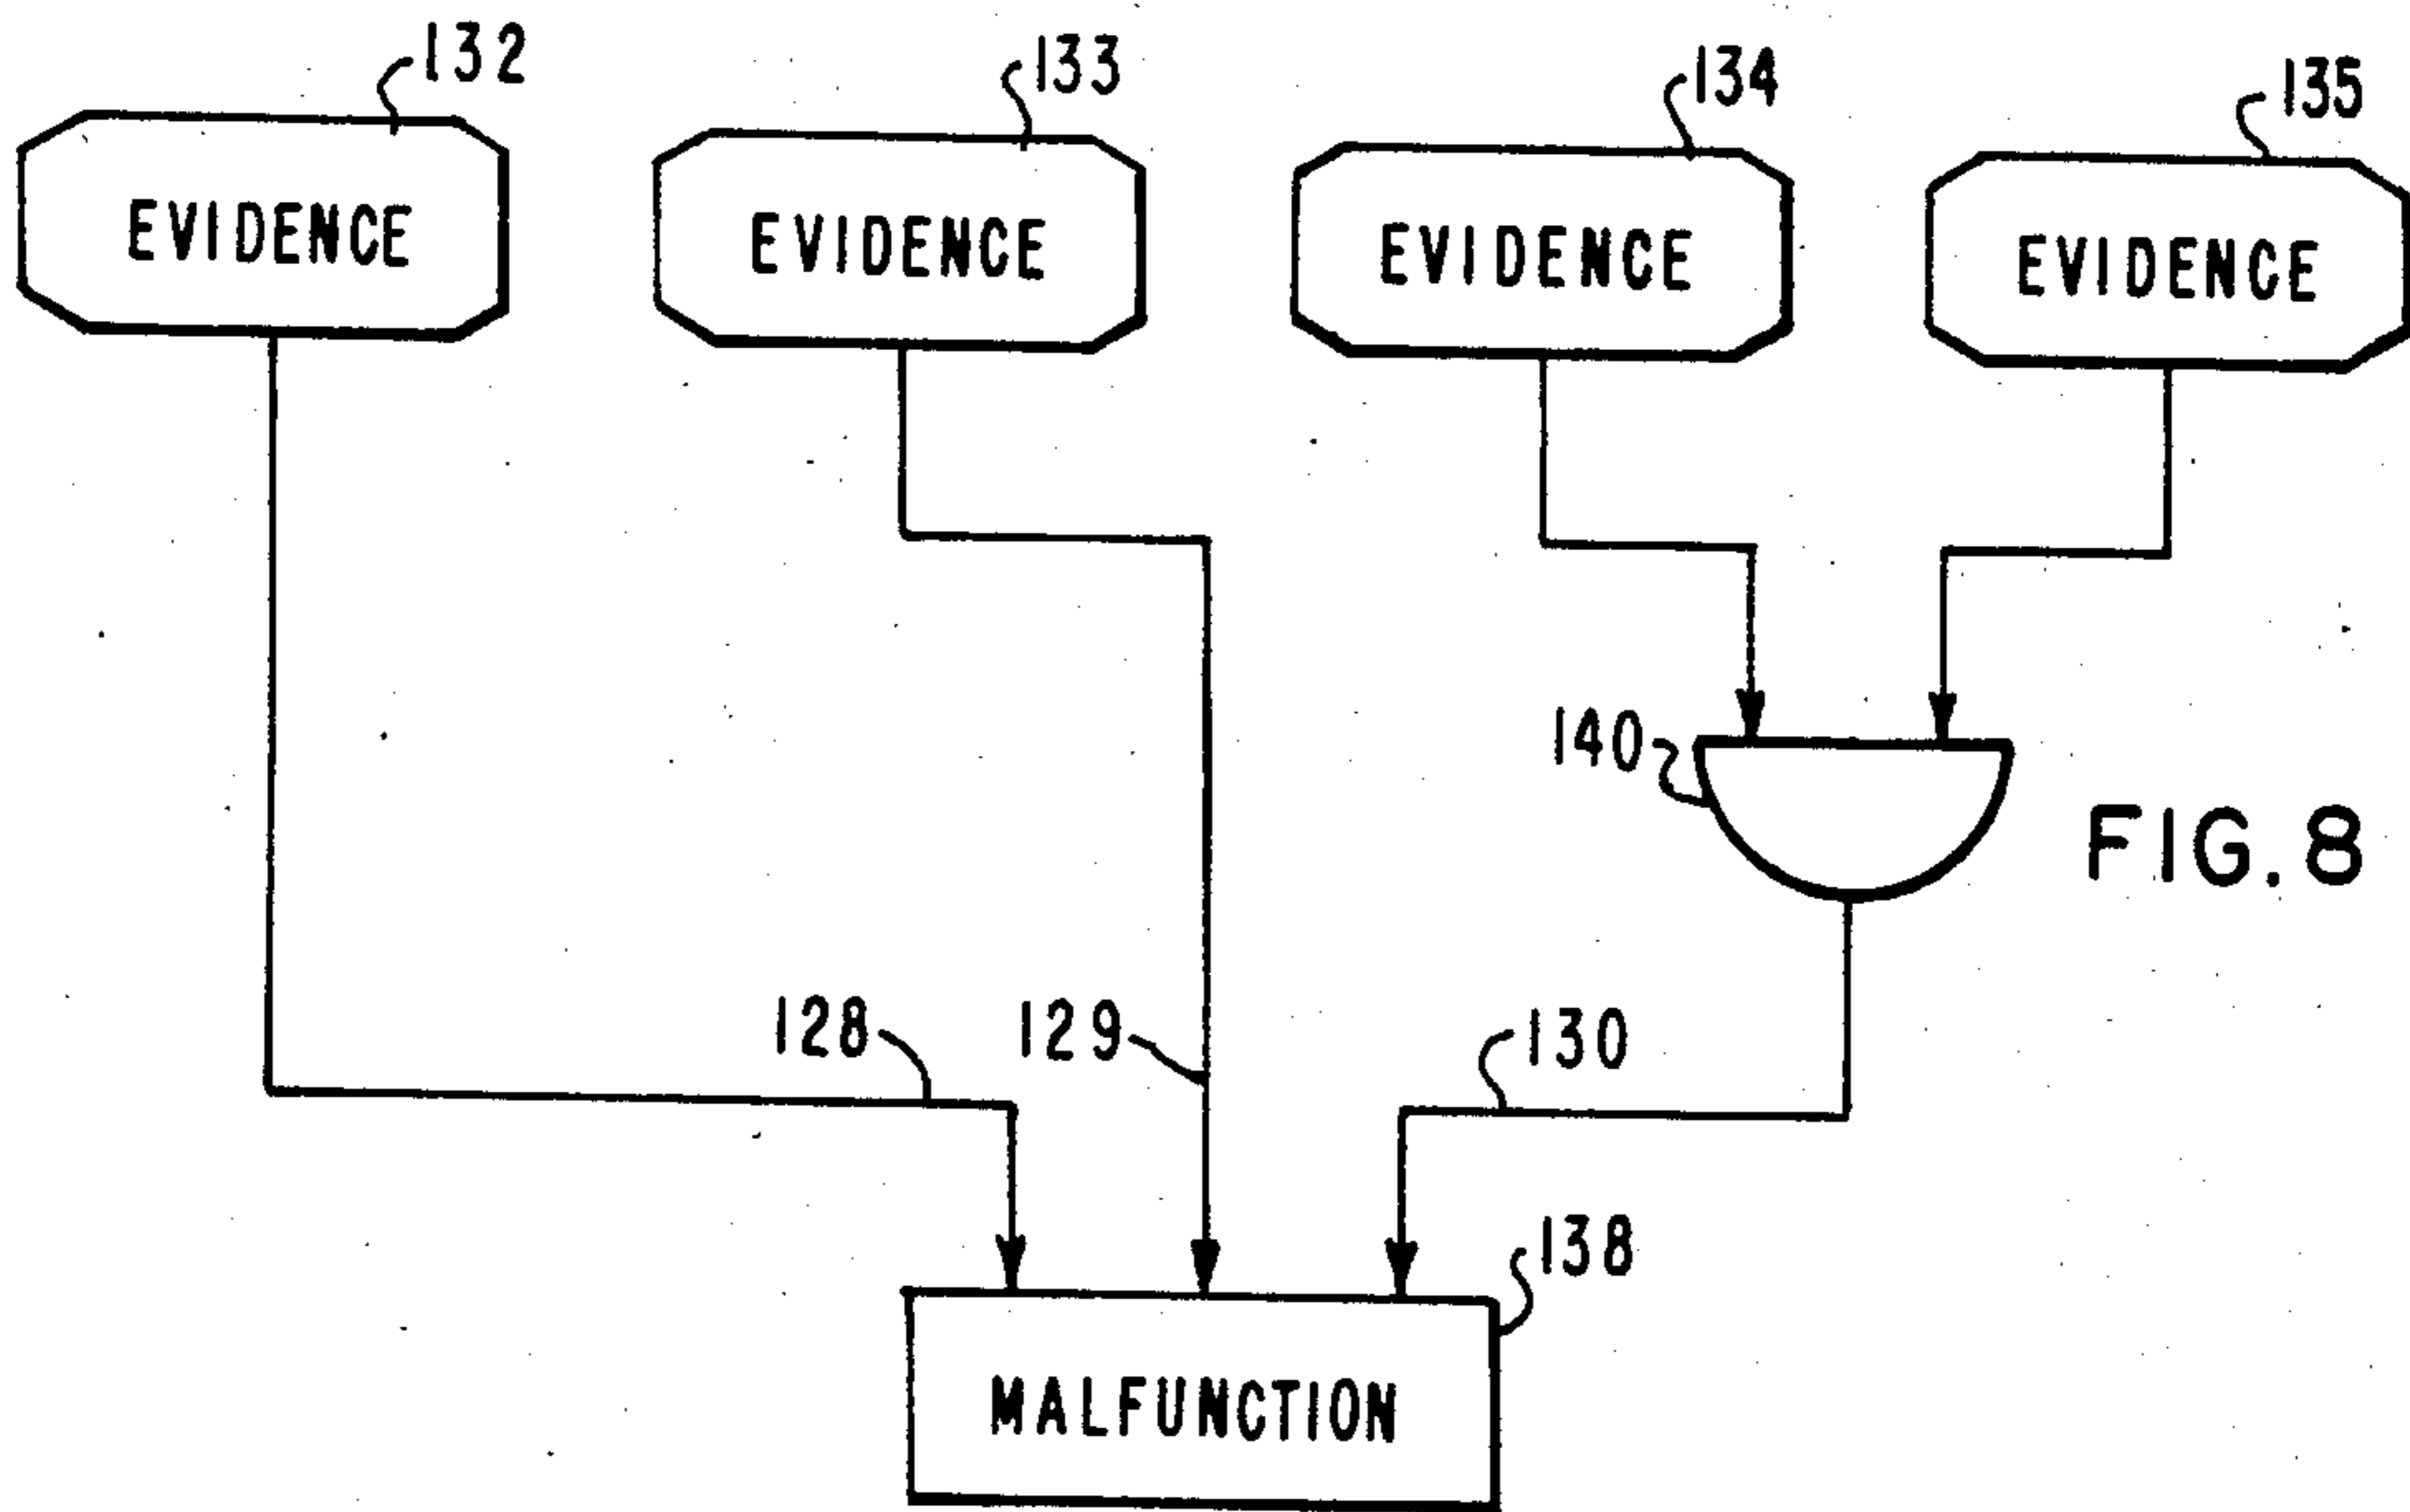 132
133
134
135
EVIDENCE
EVIDENCE
EVIDENCE
EVIDENCE
140
FIG. 8
128
129
130
138
MALFUNCTION